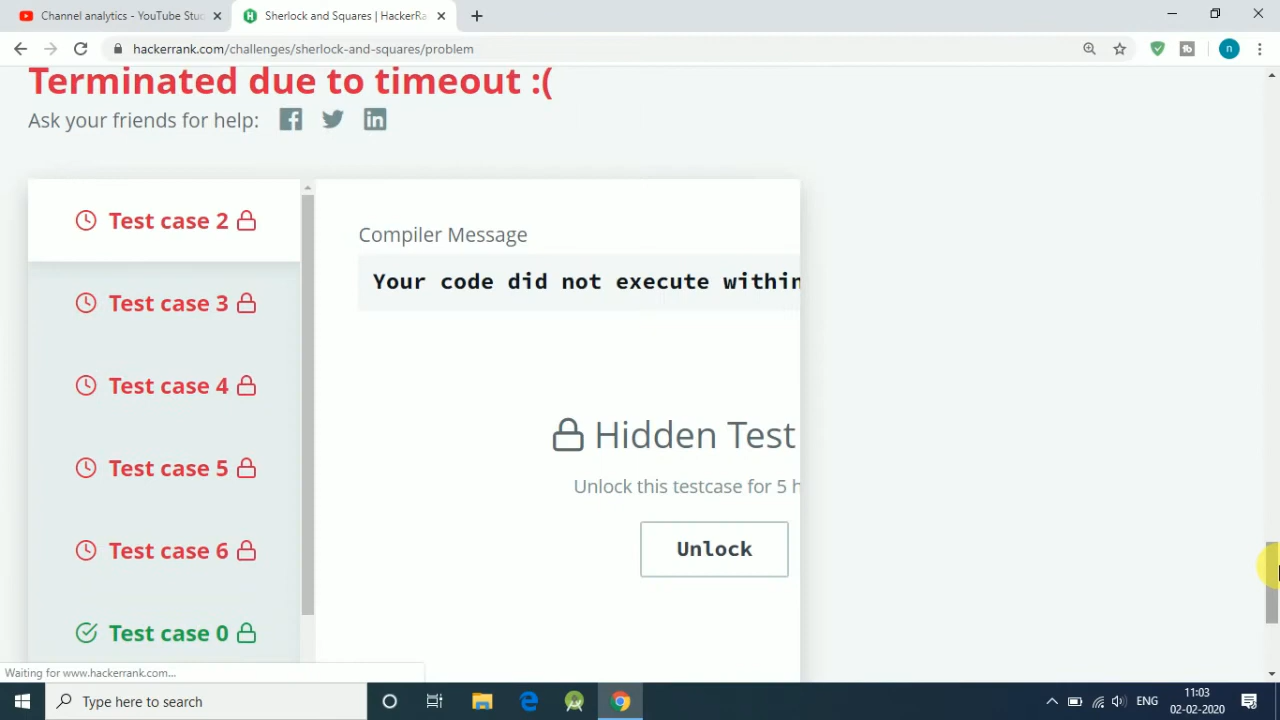 Channel analytics - YouTube Stu
Sherlock and Squares | HackerRa
hackerrank.com/challenges/sherlock-and-squares/problem
n
Terminated due to timeout :(
Ask your friends for help:
Test case 2
Test case 3
Test case 4
Test case 5
Test case 6
Test case 0
Compiler Message
Your code did not execute within
Hidden Test
Unlock this testcase for 5 h
Unlock
Waiting for www.hackerrank.com...
Type here to search
ENG
11:03
02-02-2020